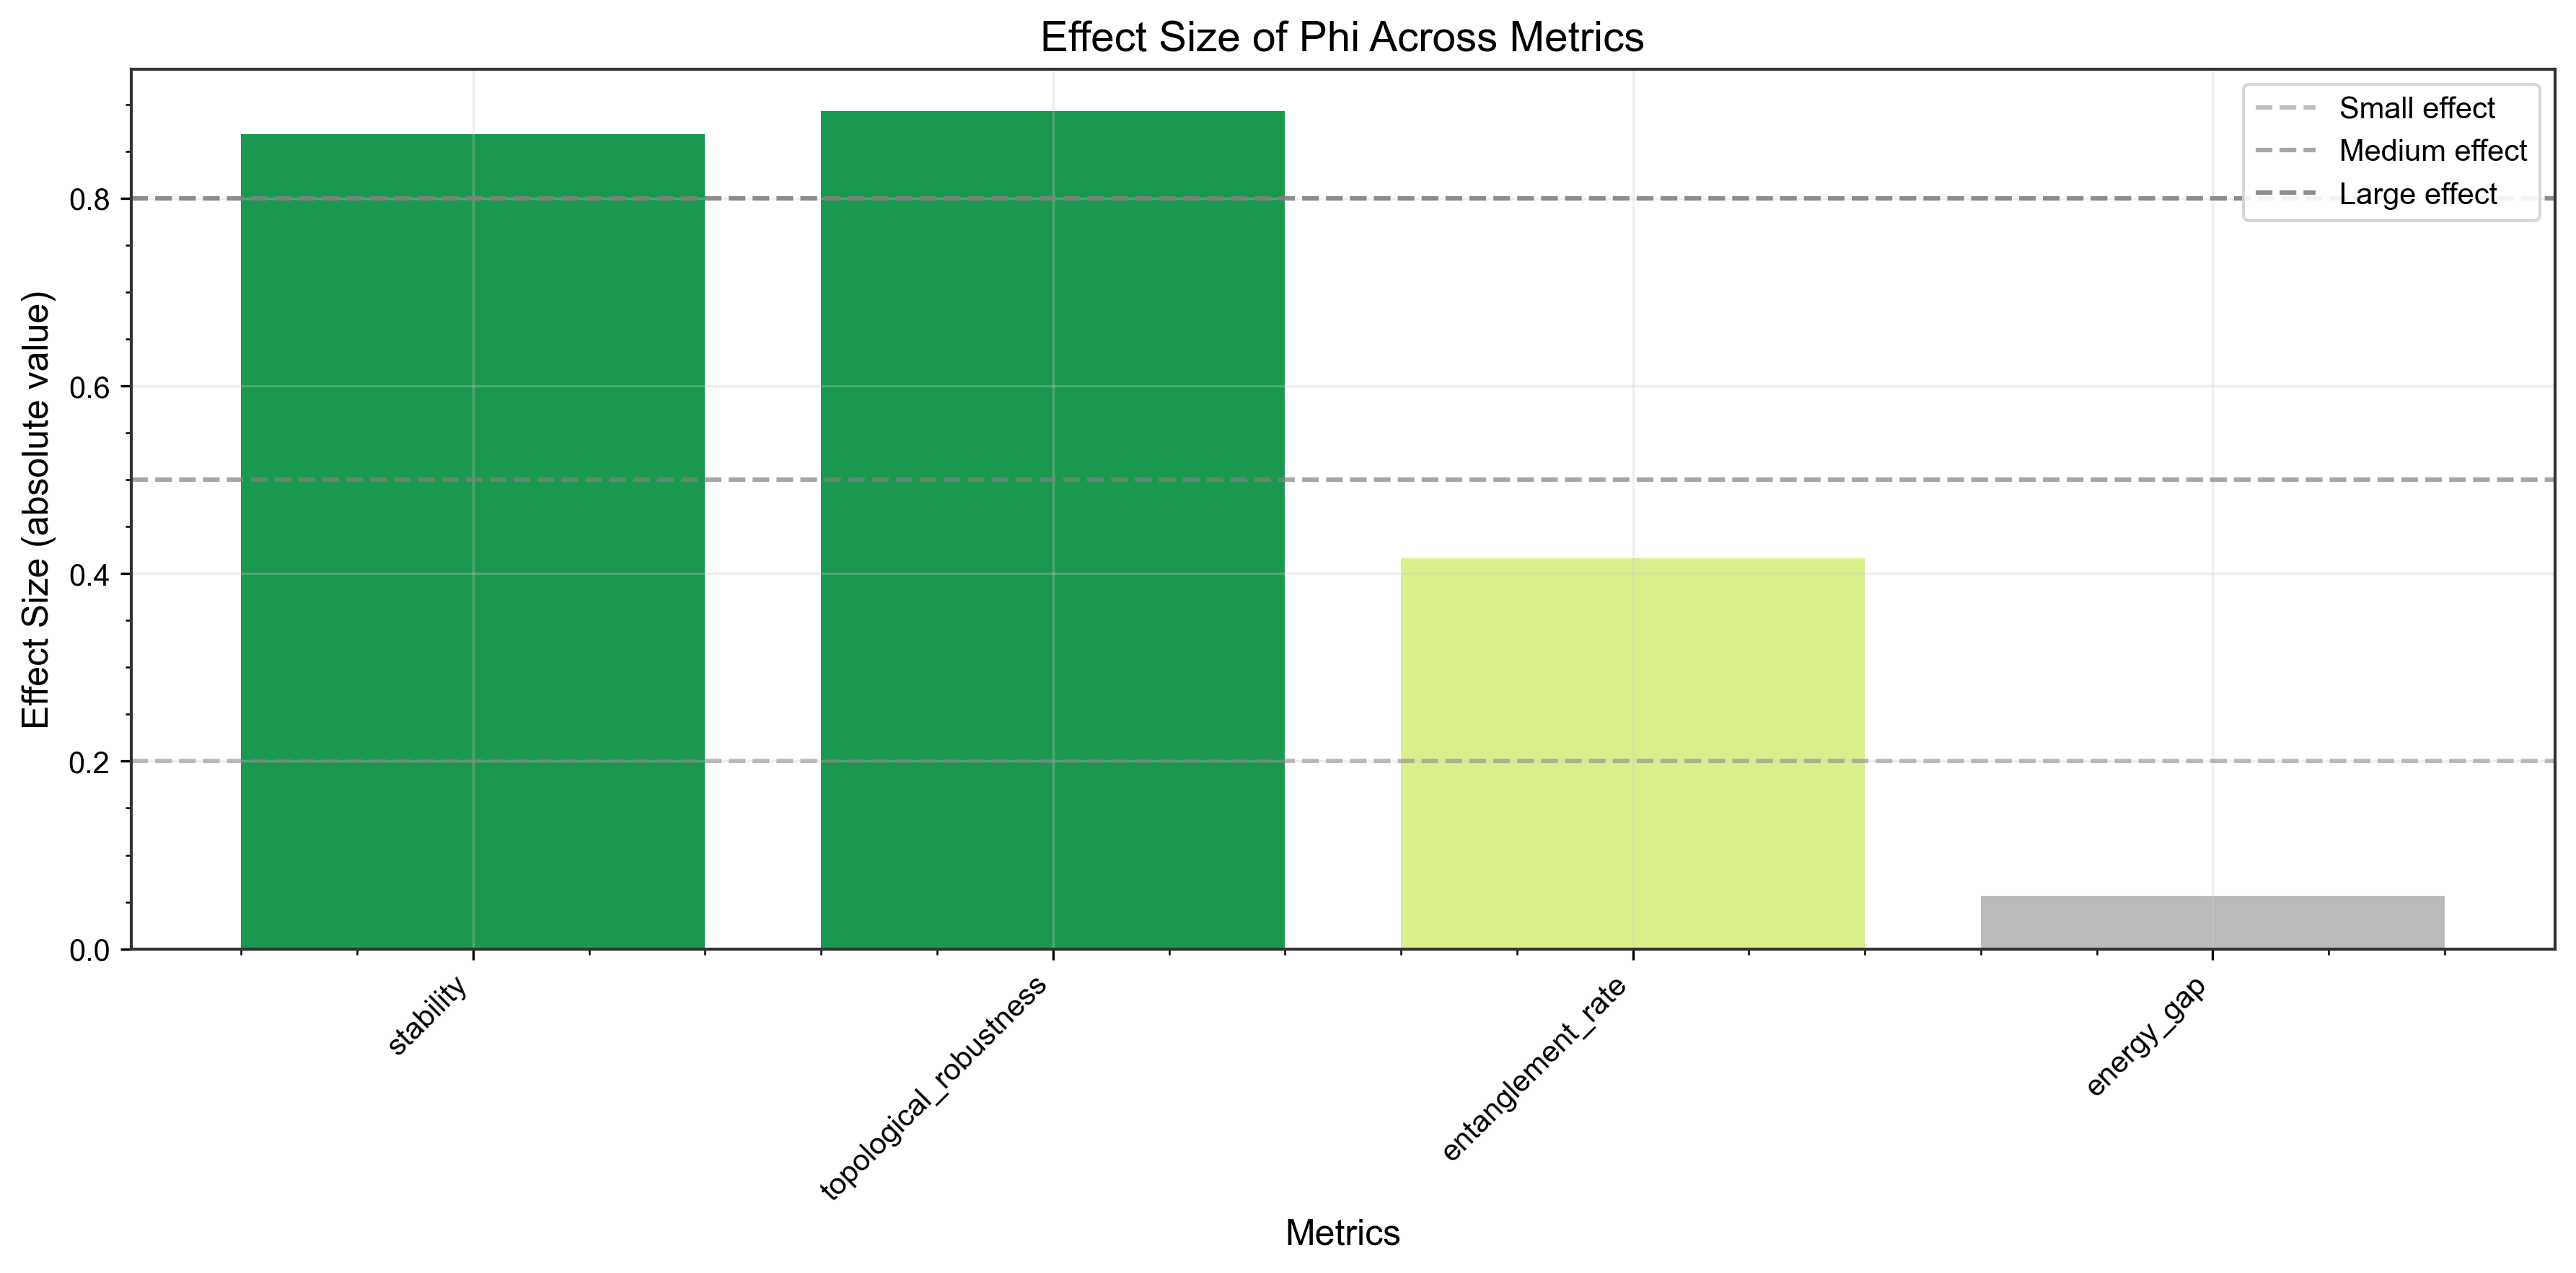 Effect Size of Phi Across Metrics
Small effect
Medium effect
Large effect
Effect Size (absolute value)
0.8
0.6
0.4
0.2
0.0
stability
topological_robustness
entanglement_rate
energy_gap
Metrics